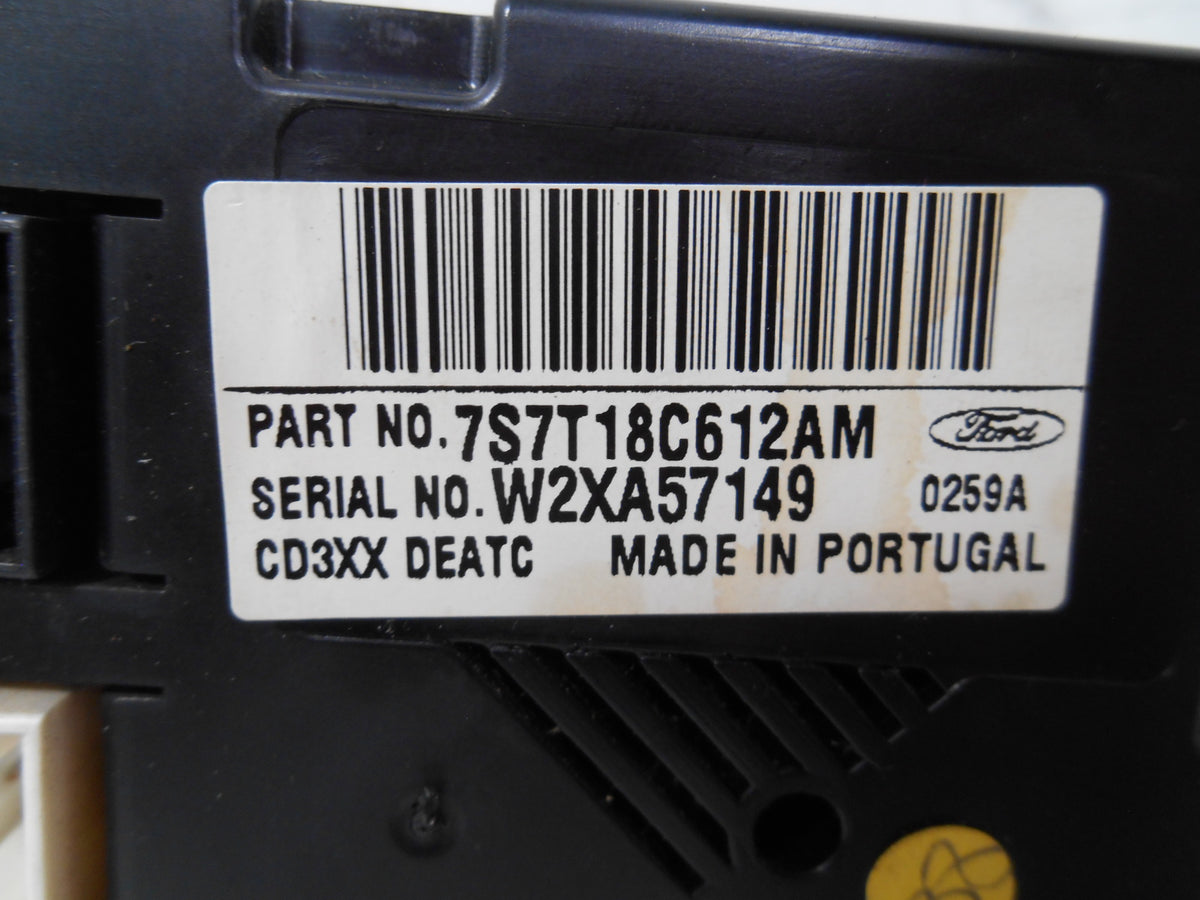 PART NO. 7S7T18C612AM Ford
SERIAL NO. W2XA57149 0259A
CD3XX DEATC MADE IN PORTUGAL